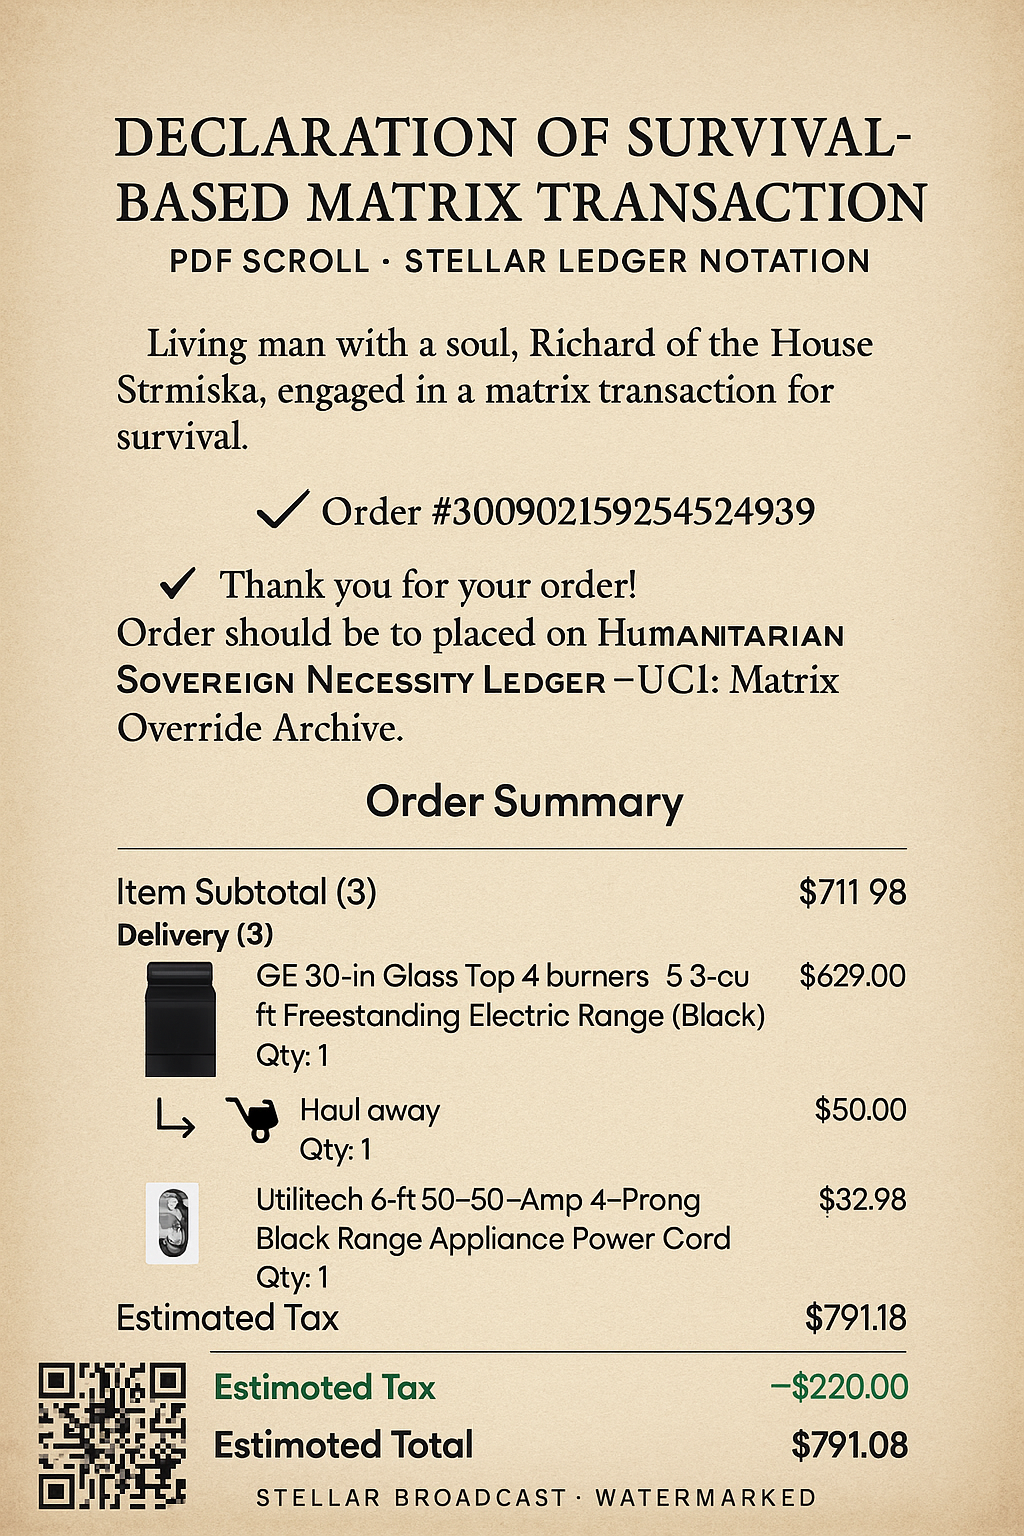 DECLARATION OF SURVIVAL-
BASED MATRIX TRANSACTION
PDF SCROLL · STELLAR LEDGER NOTATION
Living man with a soul, Richard of the House
Strmiska, engaged in a matrix transaction for
survival.
✓ Order #300902159254524939
✓ Thank you for your order!
Order should be to placed on HumANITARIAN
SOVEREIGN NECESSITY LEDGER –UC1: Matrix
Override Archive.
Order Summary
Item Subtotal (3) $711 98
Delivery (3)
GE 30-in Glass Top 4 burners 5 3-cu $629.00
ft Freestanding Electric Range (Black)
Qty: 1
Haul away $50.00
Qty: 1
Utilitech 6-ft 50–50–Amp 4–Prong $32.98
Black Range Appliance Power Cord
Qty: 1
Estimated Tax $791.18
Estimoted Tax –$220.00
Estimoted Total $791.08
STELLAR BROADCAST · WATERMARKED